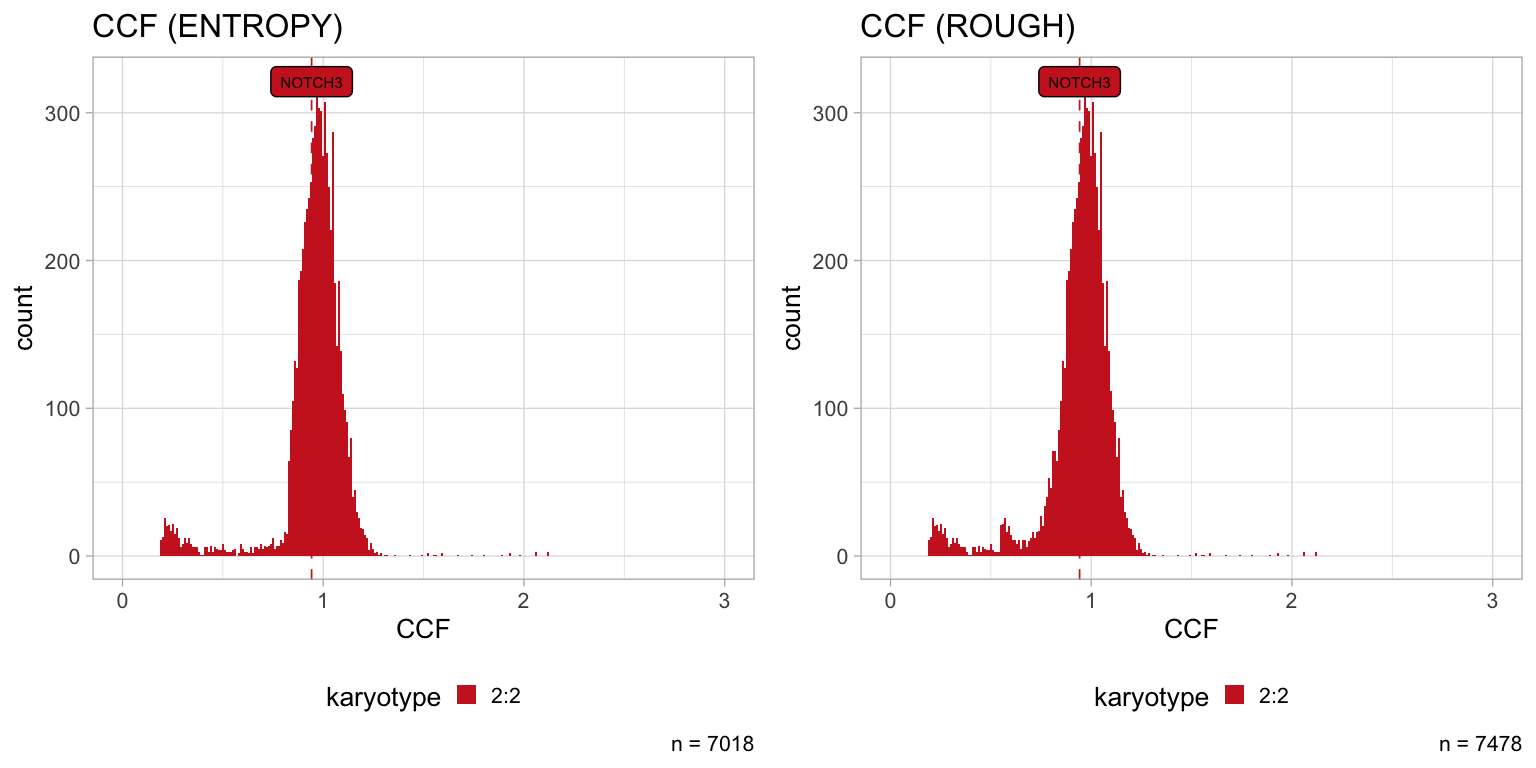 CCF (ENTROPY)
NOTCH3
300
200
100
0
count
0 1 2 3
CCF
karyotype 2:2
n = 7018
CCF (ROUGH)
NOTCH3
300
200
100
0
count
0 1 2 3
CCF
karyotype 2:2
n = 7478